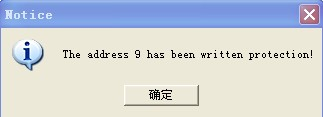 Notice
The address 9 has been written protection!
确定